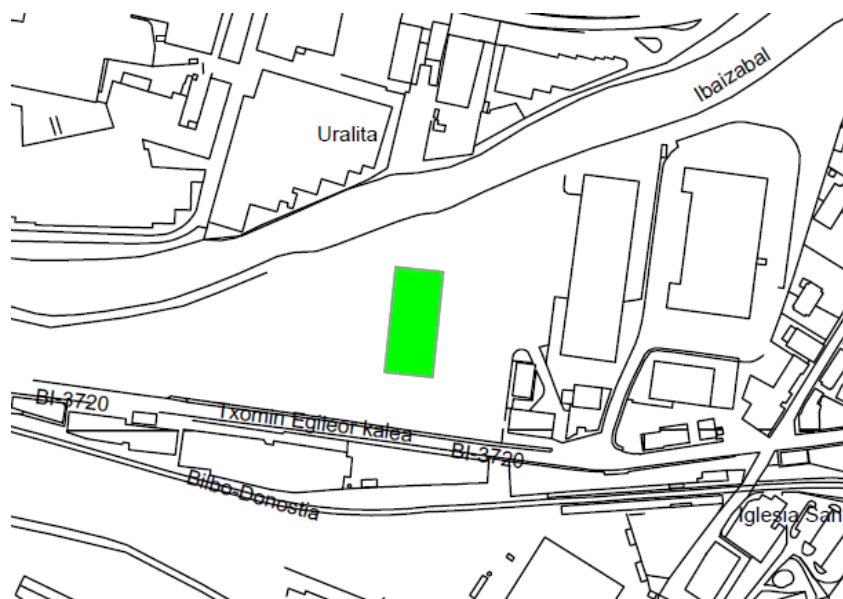 Ibaizabal
Uralita
BI-3720
Txomin Egileor kalea
BI-3720
Bilbo-Donostia
Iglesia San